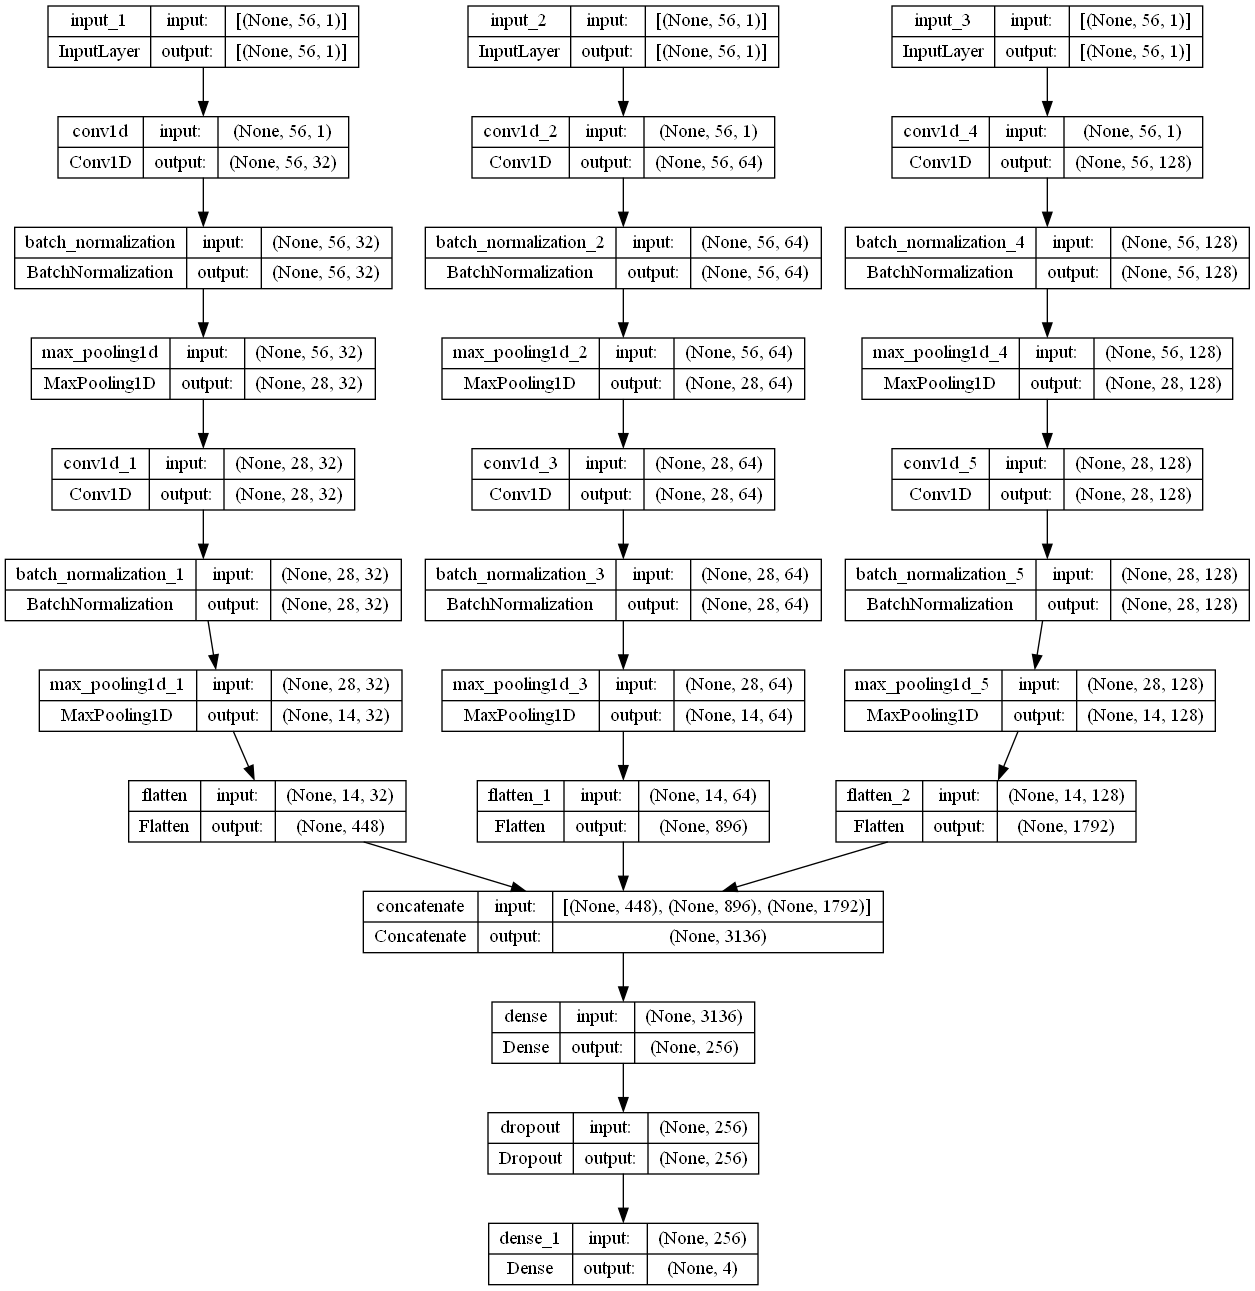 input_1 input: [(None, 56, 1)]
InputLayer output: [(None, 56, 1)]
input_2 input: [(None, 56, 1)]
InputLayer output: [(None, 56, 1)]
input_3 input: [(None, 56, 1)]
InputLayer output: [(None, 56, 1)]
conv1d input: (None, 56, 1)
Conv1D output: (None, 56, 32)
conv1d_2 input: (None, 56, 1)
Conv1D output: (None, 56, 64)
conv1d_4 input: (None, 56, 1)
Conv1D output: (None, 56, 128)
batch_normalization input: (None, 56, 32)
BatchNormalization output: (None, 56, 32)
batch_normalization_2 input: (None, 56, 64)
BatchNormalization output: (None, 56, 64)
batch_normalization_4 input: (None, 56, 128)
BatchNormalization output: (None, 56, 128)
max_pooling1d input: (None, 56, 32)
MaxPooling1D output: (None, 28, 32)
max_pooling1d_2 input: (None, 56, 64)
MaxPooling1D output: (None, 28, 64)
max_pooling1d_4 input: (None, 56, 128)
MaxPooling1D output: (None, 28, 128)
conv1d_1 input: (None, 28, 32)
Conv1D output: (None, 28, 32)
conv1d_3 input: (None, 28, 64)
Conv1D output: (None, 28, 64)
conv1d_5 input: (None, 28, 128)
Conv1D output: (None, 28, 128)
batch_normalization_1 input: (None, 28, 32)
BatchNormalization output: (None, 28, 32)
batch_normalization_3 input: (None, 28, 64)
BatchNormalization output: (None, 28, 64)
batch_normalization_5 input: (None, 28, 128)
BatchNormalization output: (None, 28, 128)
max_pooling1d_1 input: (None, 28, 32)
MaxPooling1D output: (None, 14, 32)
max_pooling1d_3 input: (None, 28, 64)
MaxPooling1D output: (None, 14, 64)
max_pooling1d_5 input: (None, 28, 128)
MaxPooling1D output: (None, 14, 128)
flatten input: (None, 14, 32)
Flatten output: (None, 448)
flatten_1 input: (None, 14, 64)
Flatten output: (None, 896)
flatten_2 input: (None, 14, 128)
Flatten output: (None, 1792)
concatenate input: [(None, 448), (None, 896), (None, 1792)]
Concatenate output: (None, 3136)
dense input: (None, 3136)
Dense output: (None, 256)
dropout input: (None, 256)
Dropout output: (None, 256)
dense_1 input: (None, 256)
Dense output: (None, 4)